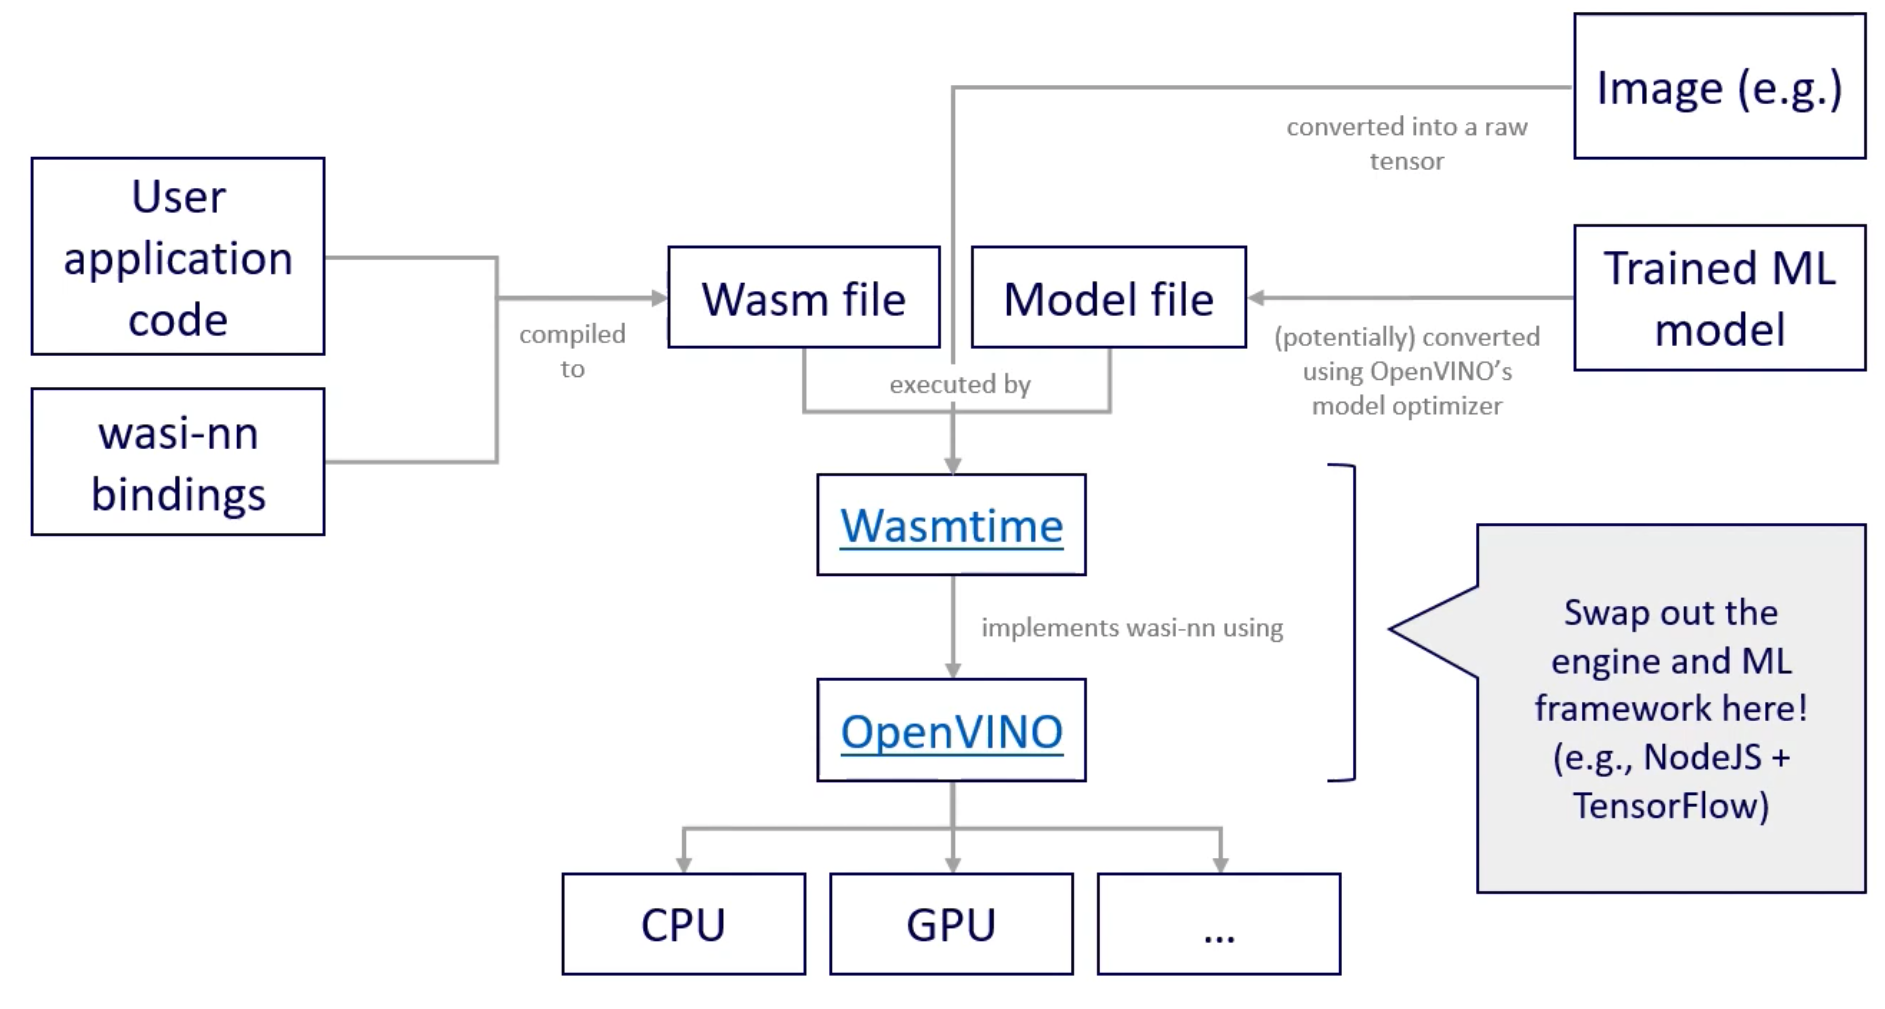 Image (e.g.)
converted into a raw
tensor
User
application
code
wasi-nn
bindings
compiled
to
Wasm file
Model file
Trained ML
model
(potentially) converted
using OpenVINO’s
model optimizer
executed by
Wasmtime
implements wasi-nn using
OpenVINO
Swap out the
engine and ML
framework here!
(e.g., NodeJS +
TensorFlow)
CPU
GPU
...